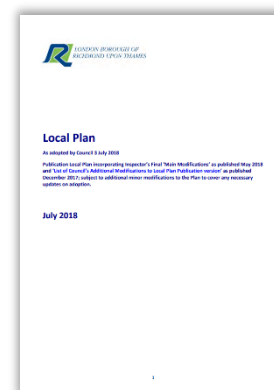 LONDON BOROUGH OF
RICHMOND UPON THAMES
Local Plan
As adopted by Council 3 July 2018
Publication Local Plan incorporating Inspector's Final 'Main Modifications' as published May 2018
and 'List of Council's Additional Modifications to Local Plan Publication version' as published
December 2017; subject to additional minor modifications to the Plan to cover any necessary
updates on adoption.
July 2018
1